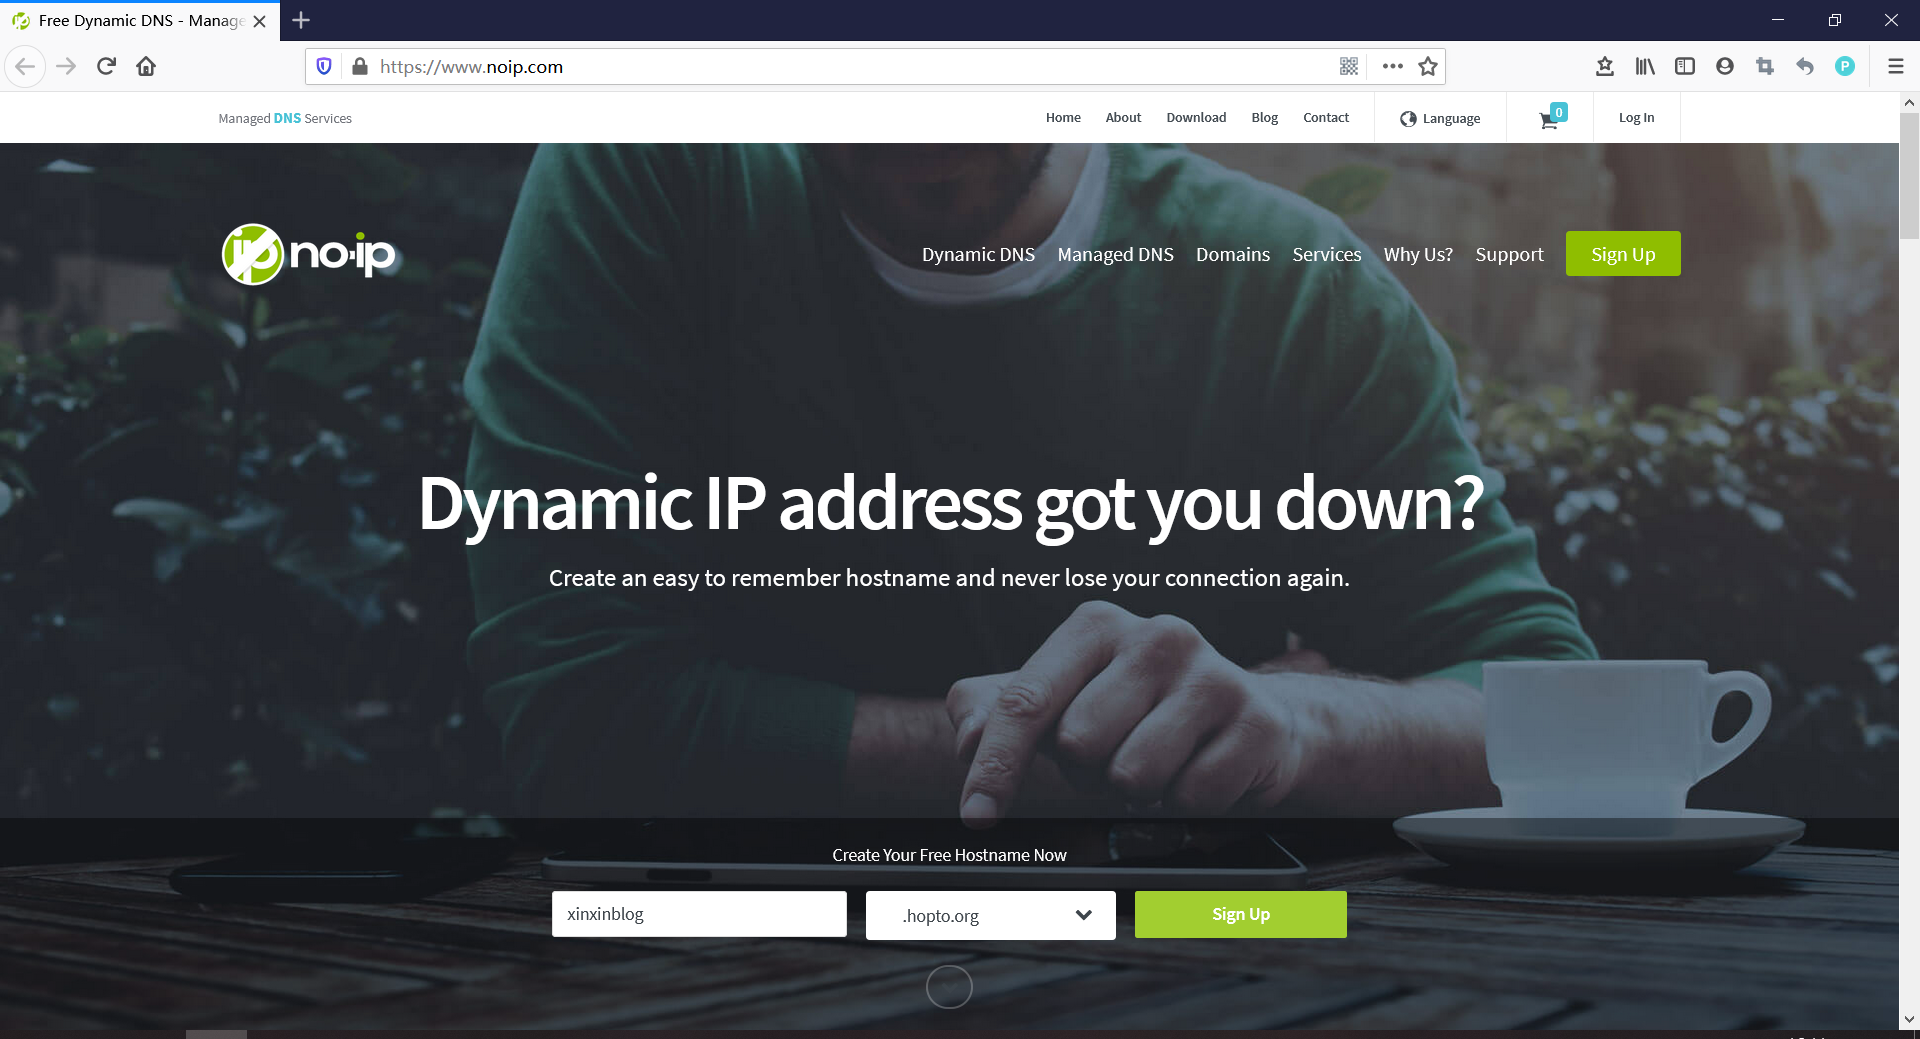 Free Dynamic DNS - Manage
https://www.noip.com
P
Managed DNS Services
Home
About
Download
Blog
Contact
Language
0
Log In
ip no-ip
Dynamic DNS
Managed DNS
Domains
Services
Why Us?
Support
Sign Up
Dynamic IP address got you down?
Create an easy to remember hostname and never lose your connection again.
Create Your Free Hostname Now
xinxinblog
.hopto.org
Sign Up